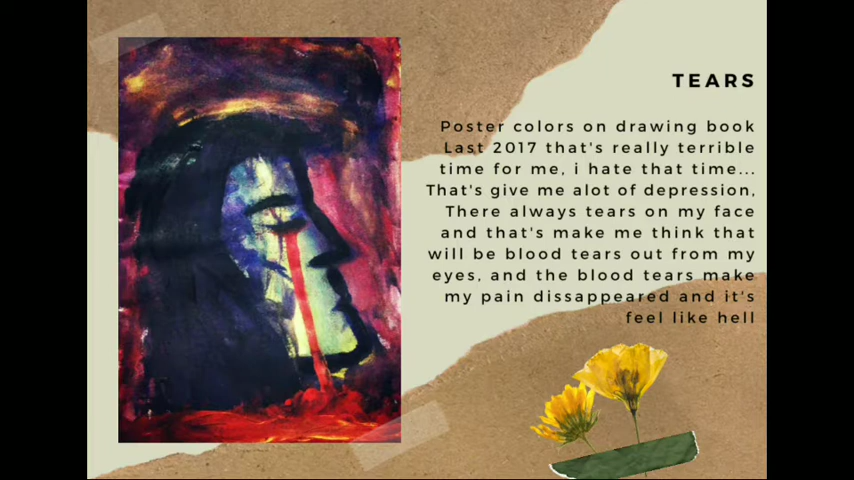 TEARS
Poster colors on drawing book
Last 2017 that's really terrible
time for me, i hate that time...
That's give me alot of depression,
There always tears on my face
and that's make me think that
will be blood tears out from my
eyes, and the blood tears make
my pain dissappeared and it's
feel like hell